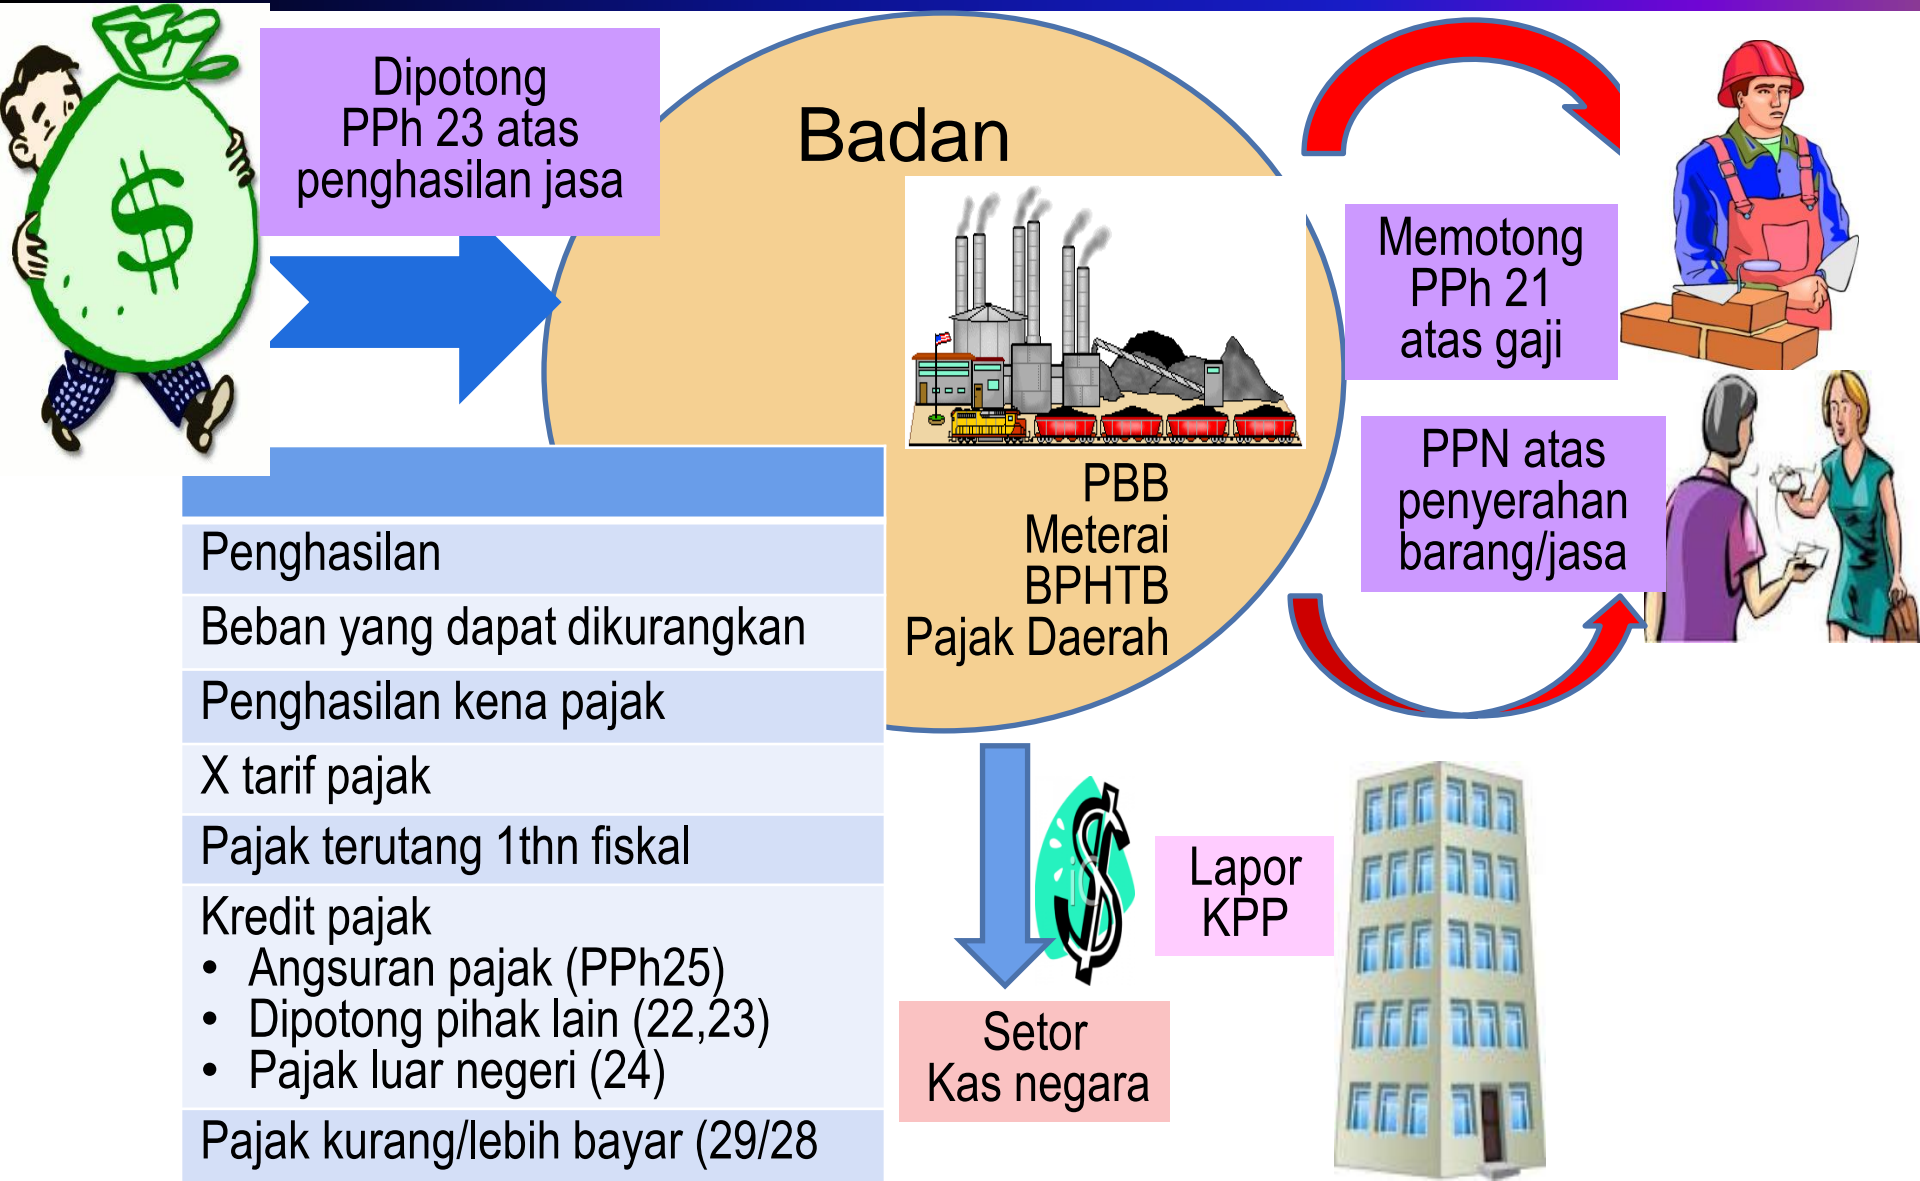 Dipotong
PPh 23 atas
penghasilan jasa
Badan
Memotong
PPh 21
atas gaji
PPN atas
penyerahan
barang/jasa
PBB
Meterai
BPHTB
Pajak Daerah
Penghasilan
Beban yang dapat dikurangkan
Penghasilan kena pajak
X tarif pajak
Pajak terutang 1thn fiskal
Kredit pajak
• Angsuran pajak (PPh25)
• Dipotong pihak lain (22,23)
• Pajak luar negeri (24)
Pajak kurang/lebih bayar (29/28
Lapor
KPP
Setor
Kas negara